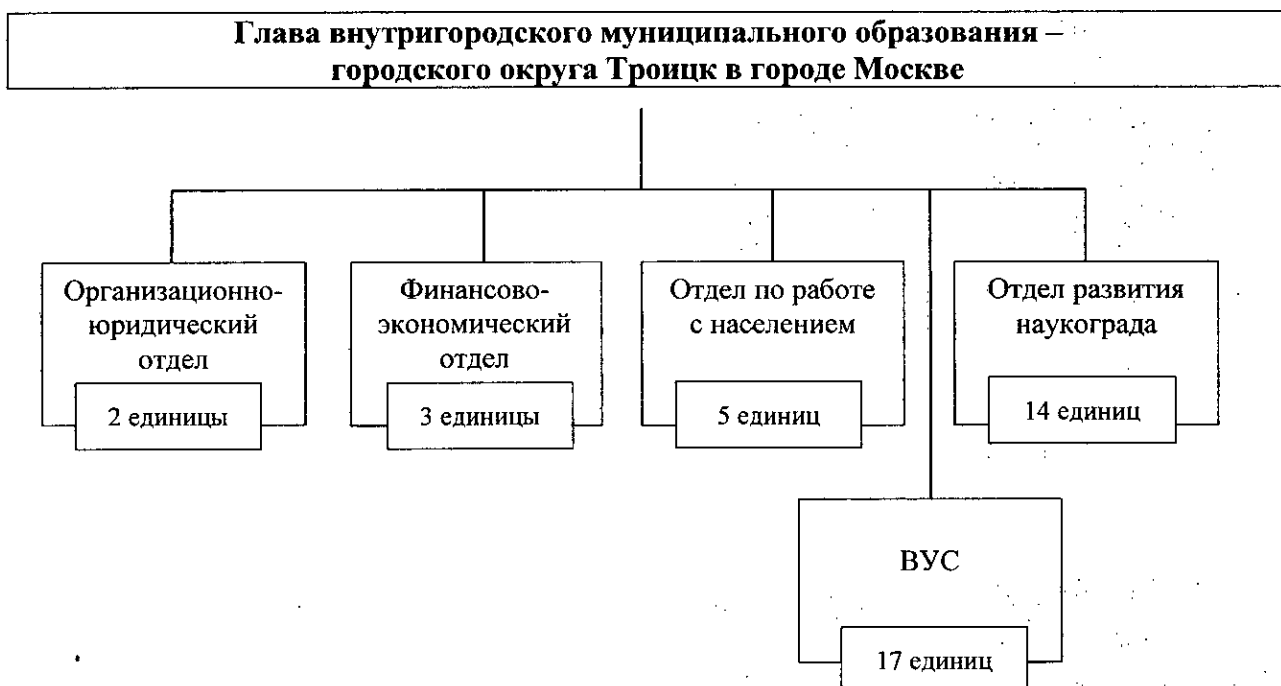 Глава внутригородского муниципального образования –
городского округа Троицк в городе Москве
Организационно-
юридический
отдел
2 единицы
Финансово-
экономический
отдел
3 единицы
Отдел по работе
с населением
5 единиц
Отдел развития
наукограда
14 единиц
ВУС
17 единиц